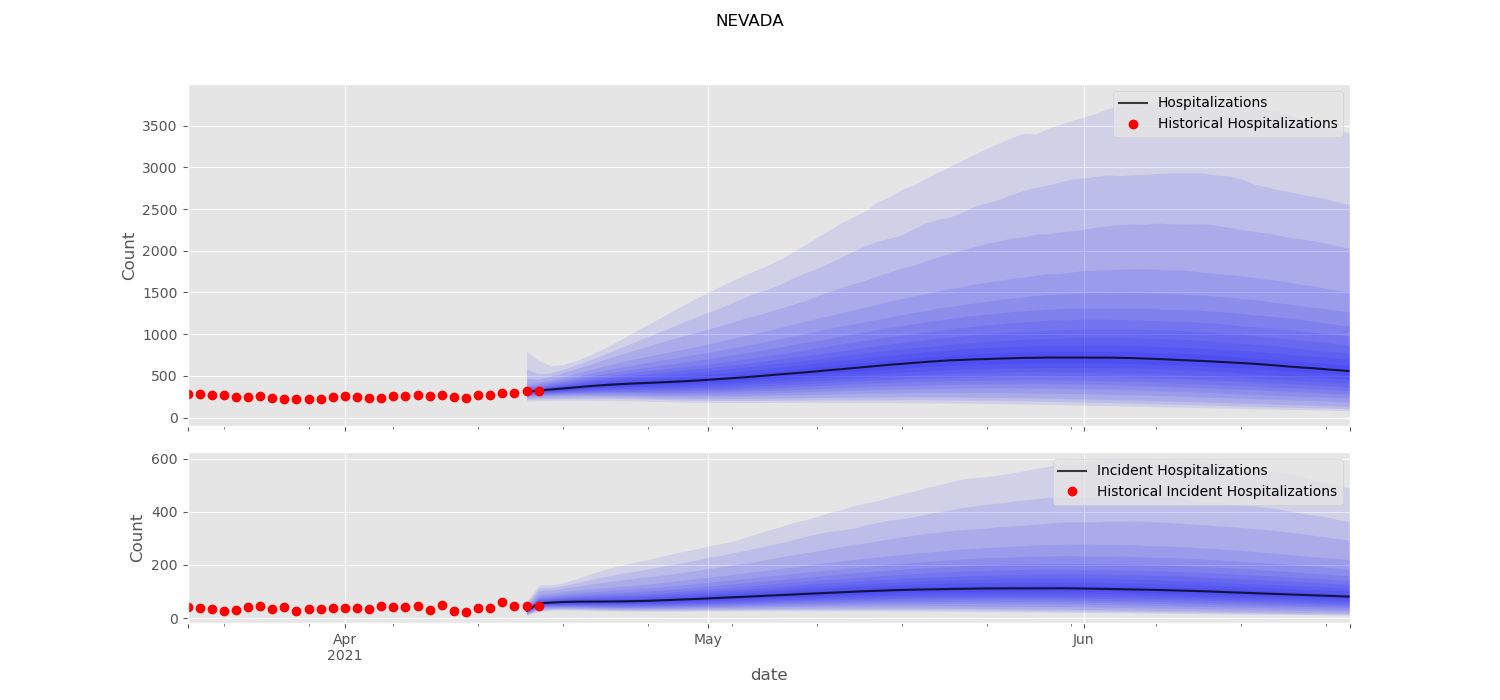 NEVADA
Hospitalizations
Historical Hospitalizations
Count
3500
3000
2500
2000
1500
1000
500
0
Incident Hospitalizations
Historical Incident Hospitalizations
Count
600
400
200
0
Apr
2021
May
Jun
date